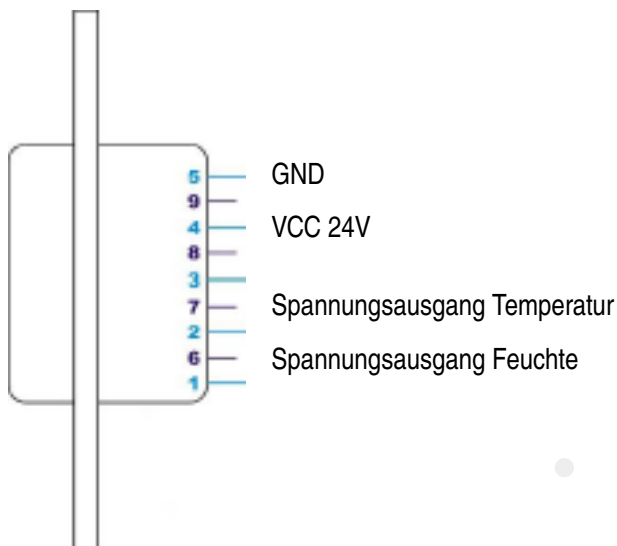 5 GND
9
4 VCC 24V
8
3
7 Spannungsausgang Temperatur
2
6 Spannungsausgang Feuchte
1